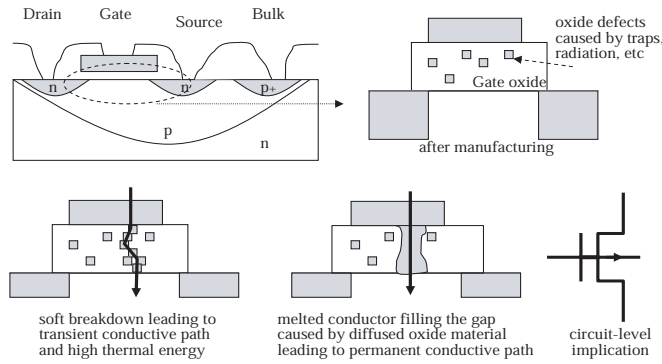 Drain Gate Source Bulk
n n p+
p
n
oxide defects
caused by traps,
radiation, etc
Gate oxide
after manufacturing
soft breakdown leading to
transient conductive path
and high thermal energy
melted conductor filling the gap
caused by diffused oxide material
leading to permanent conductive path
circuit-level
implication